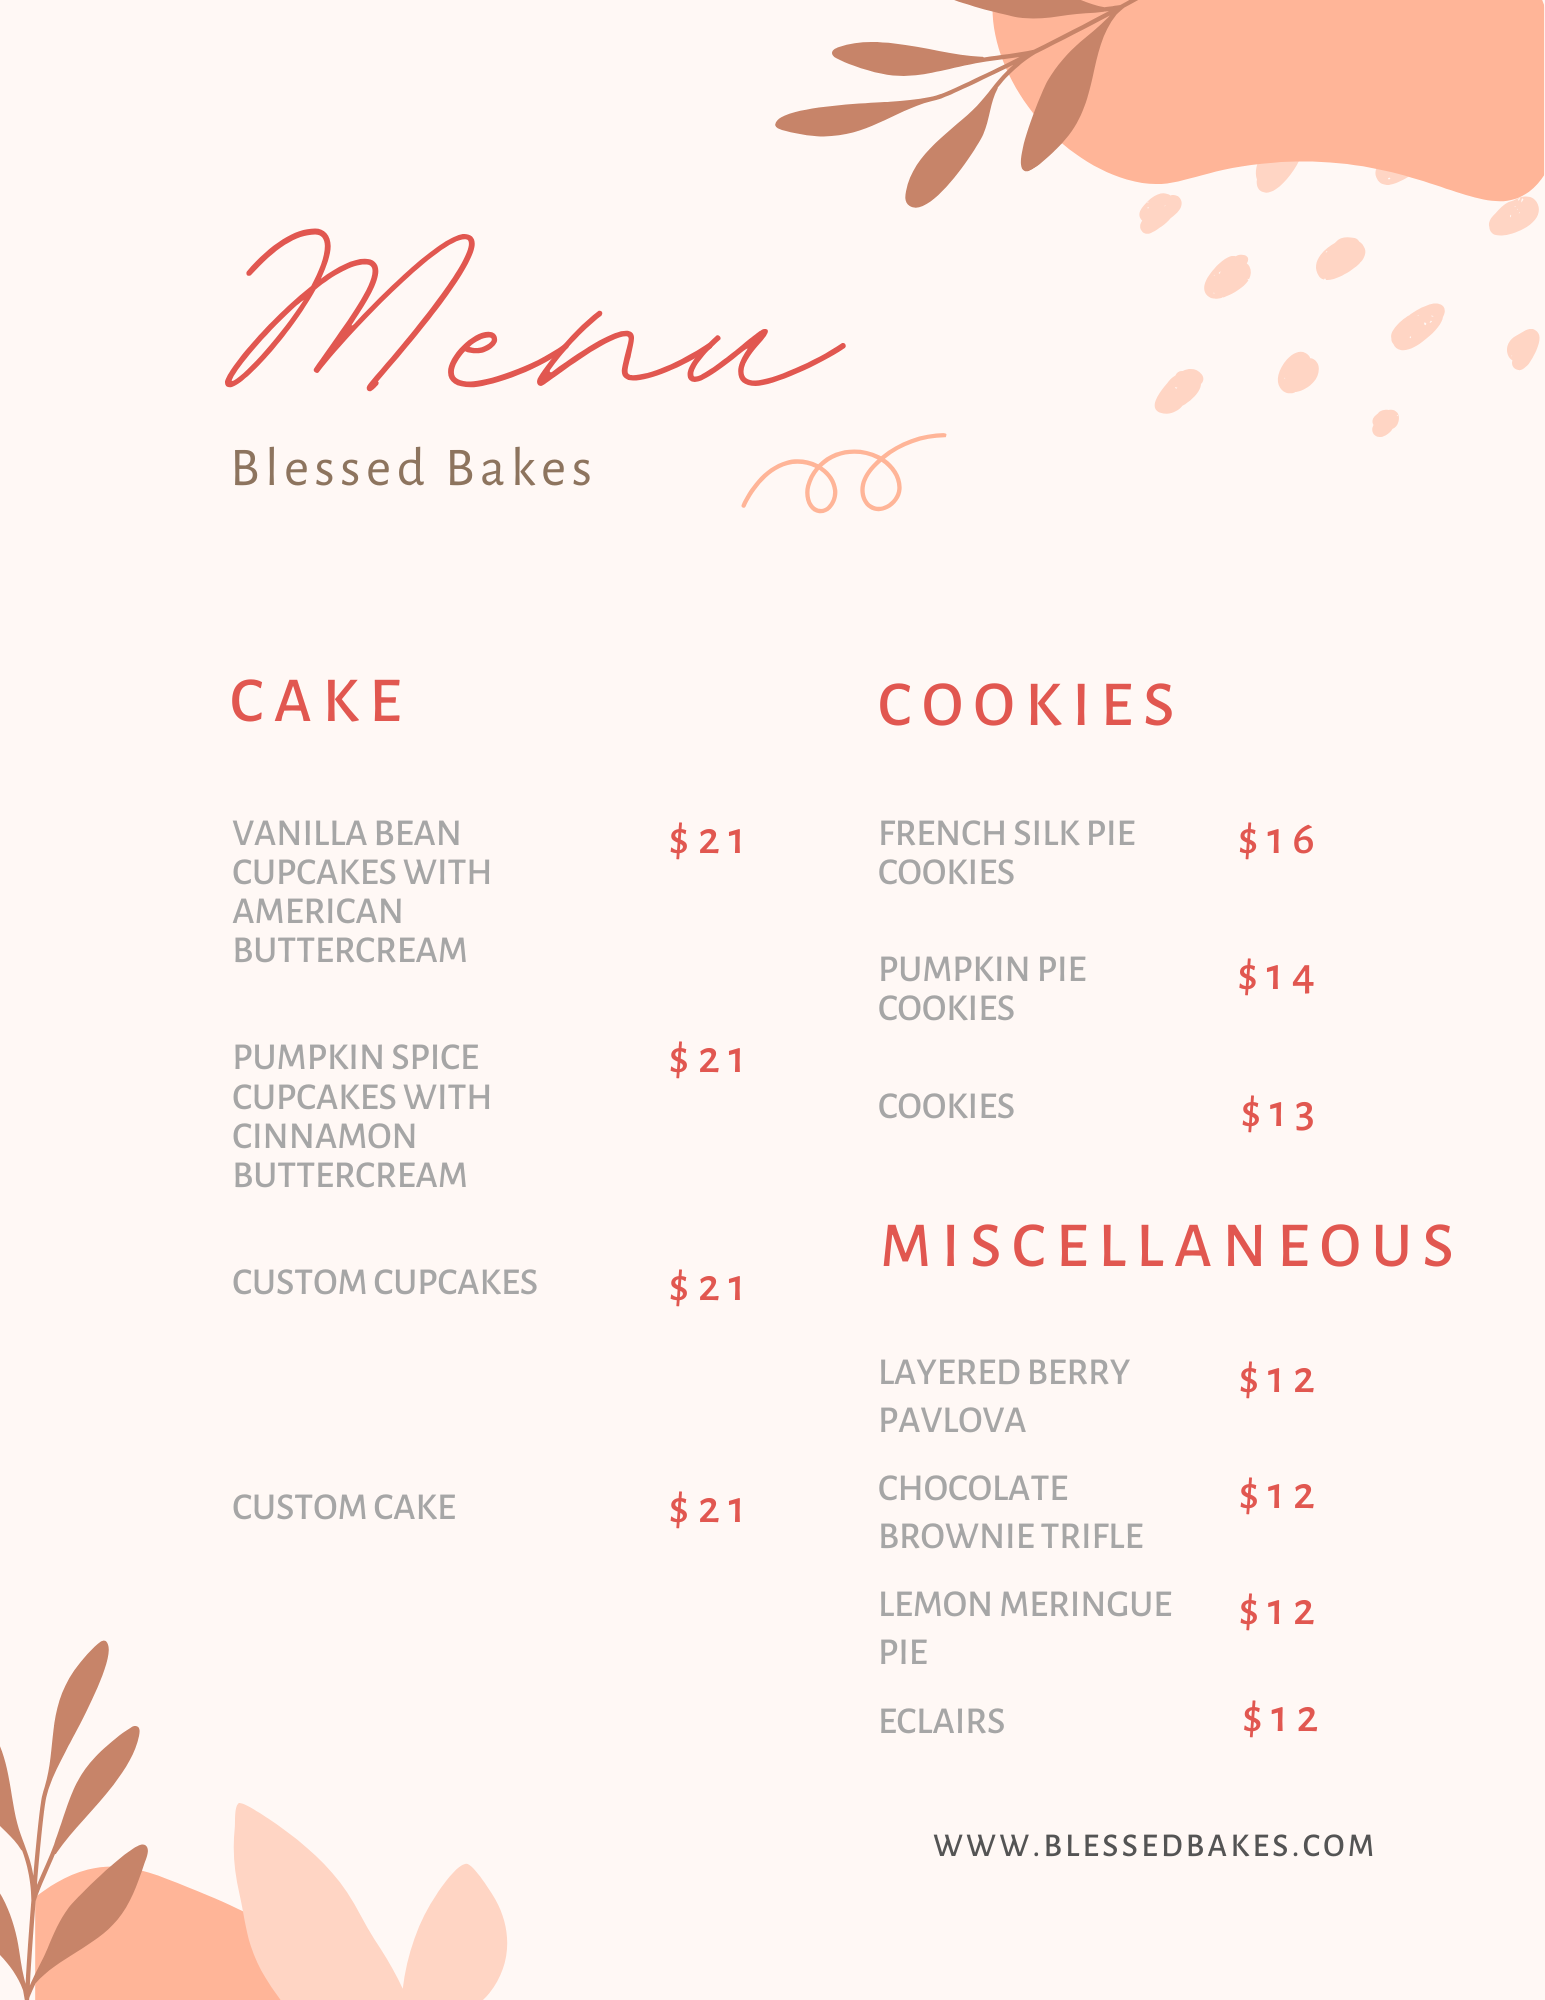 Menu
Blessed Bakes
CAKE
VANILLA BEAN $21
CUPCAKES WITH
AMERICAN
BUTTERCREAM
PUMPKIN SPICE $21
CUPCAKES WITH
CINNAMON
BUTTERCREAM
CUSTOM CUPCAKES $21
CUSTOM CAKE $21
COOKIES
FRENCH SILK PIE $16
COOKIES
PUMPKIN PIE $14
COOKIES
COOKIES $13
MISCELLANEOUS
LAYERED BERRY $12
PAVLOVA
CHOCOLATE $12
BROWNIE TRIFLE
LEMON MERINGUE $12
PIE
ECLAIRS $12
WWW.BLESSEDBAKES.COM